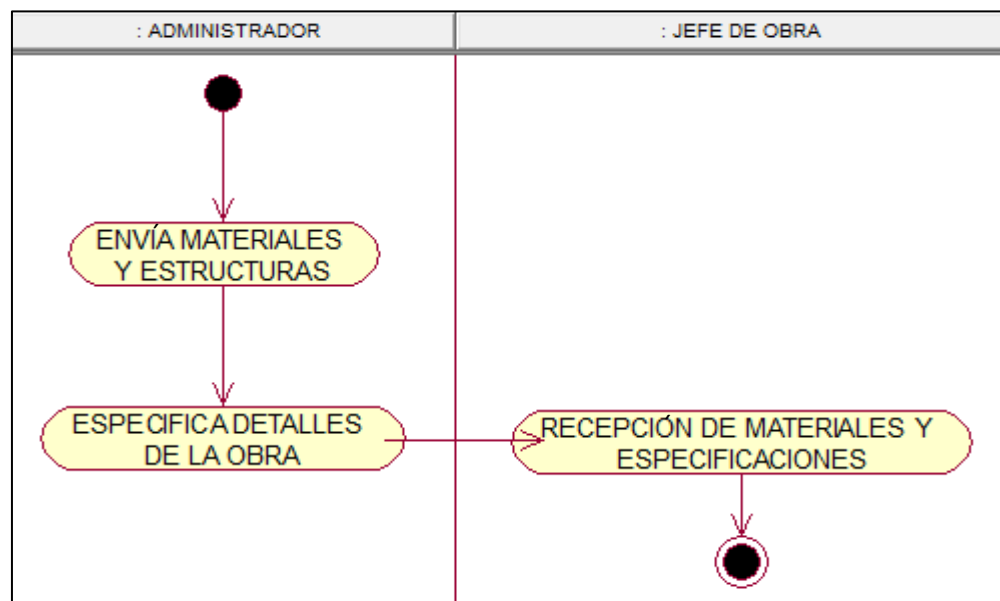 : ADMINISTRADOR
: JEFE DE OBRA
ENVÍA MATERIALES
Y ESTRUCTURAS
ESPECIFICA DETALLES
DE LA OBRA
RECEPCIÓN DE MATERIALES Y
ESPECIFICACIONES